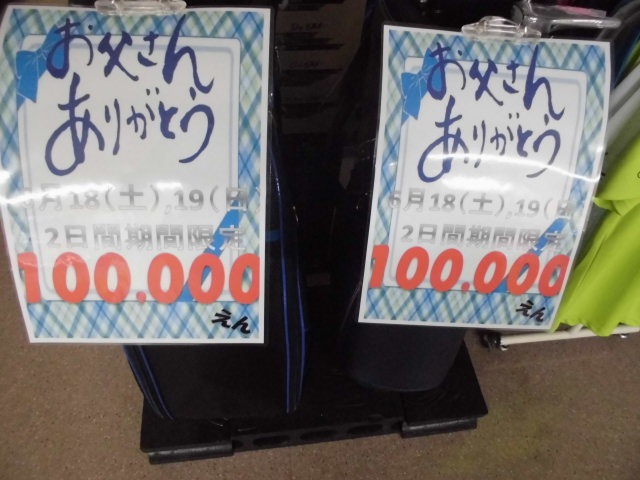 お父さん
ありがとう
月18(土),19(日
2日間期間限定
100.000
えん
お父さん
ありがとう
6月18(土),19(日
2日間期間限定
100.000
えん